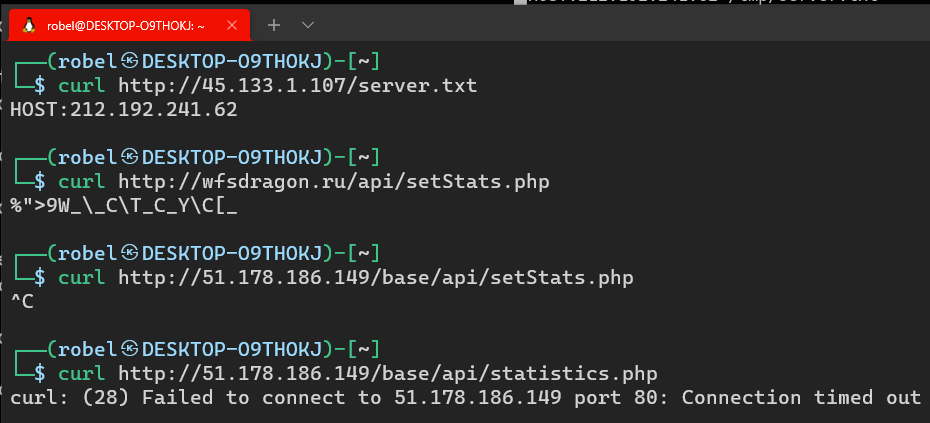 robel@DESKTOP-O9THOKJ: ~
(robel㉿DESKTOP-O9THOKJ)-[~]
$ curl http://45.133.1.107/server.txt
HOST:212.192.241.62
(robel㉿DESKTOP-O9THOKJ)-[~]
$ curl http://wfsdragon.ru/api/setStats.php
%">9W_\_C\T_C_Y\C[_
(robel㉿DESKTOP-O9THOKJ)-[~]
$ curl http://51.178.186.149/base/api/setStats.php
^C
(robel㉿DESKTOP-O9THOKJ)-[~]
$ curl http://51.178.186.149/base/api/statistics.php
curl: (28) Failed to connect to 51.178.186.149 port 80: Connection timed out